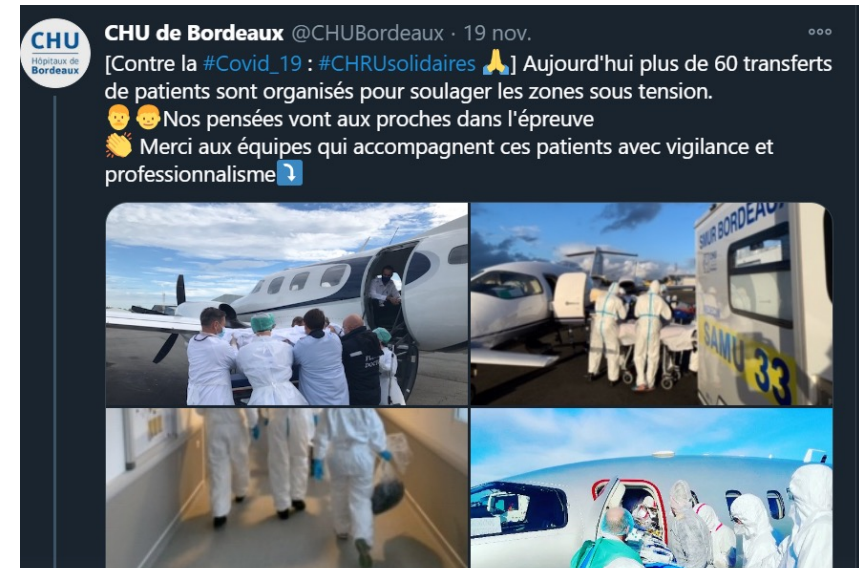 CHU
Hôpitaux de
Bordeaux
CHU de Bordeaux @CHUBordeaux · 19 nov.
[Contre la #Covid_19 : #CHRUsolidaires 🙏] Aujourd'hui plus de 60 transferts
de patients sont organisés pour soulager les zones sous tension.
👨‍🦲👴Nos pensées vont aux proches dans l'épreuve
👏 Merci aux équipes qui accompagnent ces patients avec vigilance et
professionnalisme⤵️
SMUR BORDEAU
SAMU 33